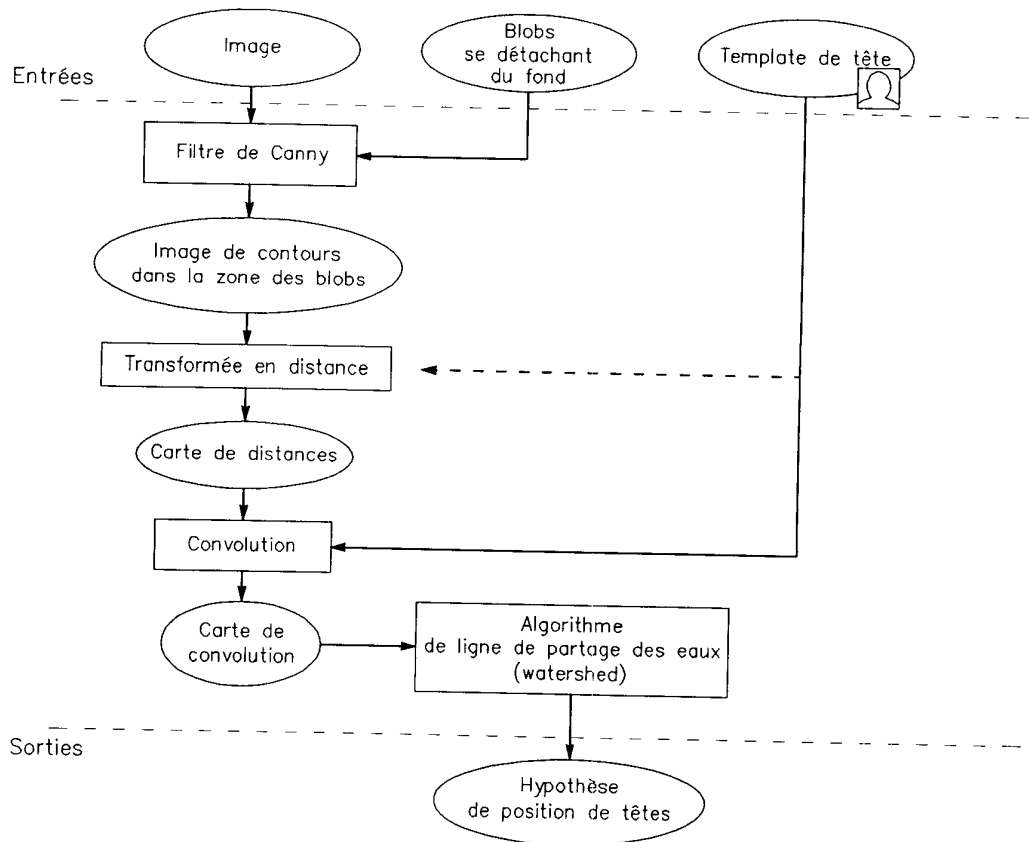 Image
Blobs
se détachant
du fond
Template de tête
Entrées
Filtre de Canny
Image de contours
dans la zone des blobs
Transformée en distance
Carte de distances
Convolution
Carte de
convolution
Algorithme
de ligne de partage des eaux
(watershed)
Sorties
Hypothèse
de position de têtes